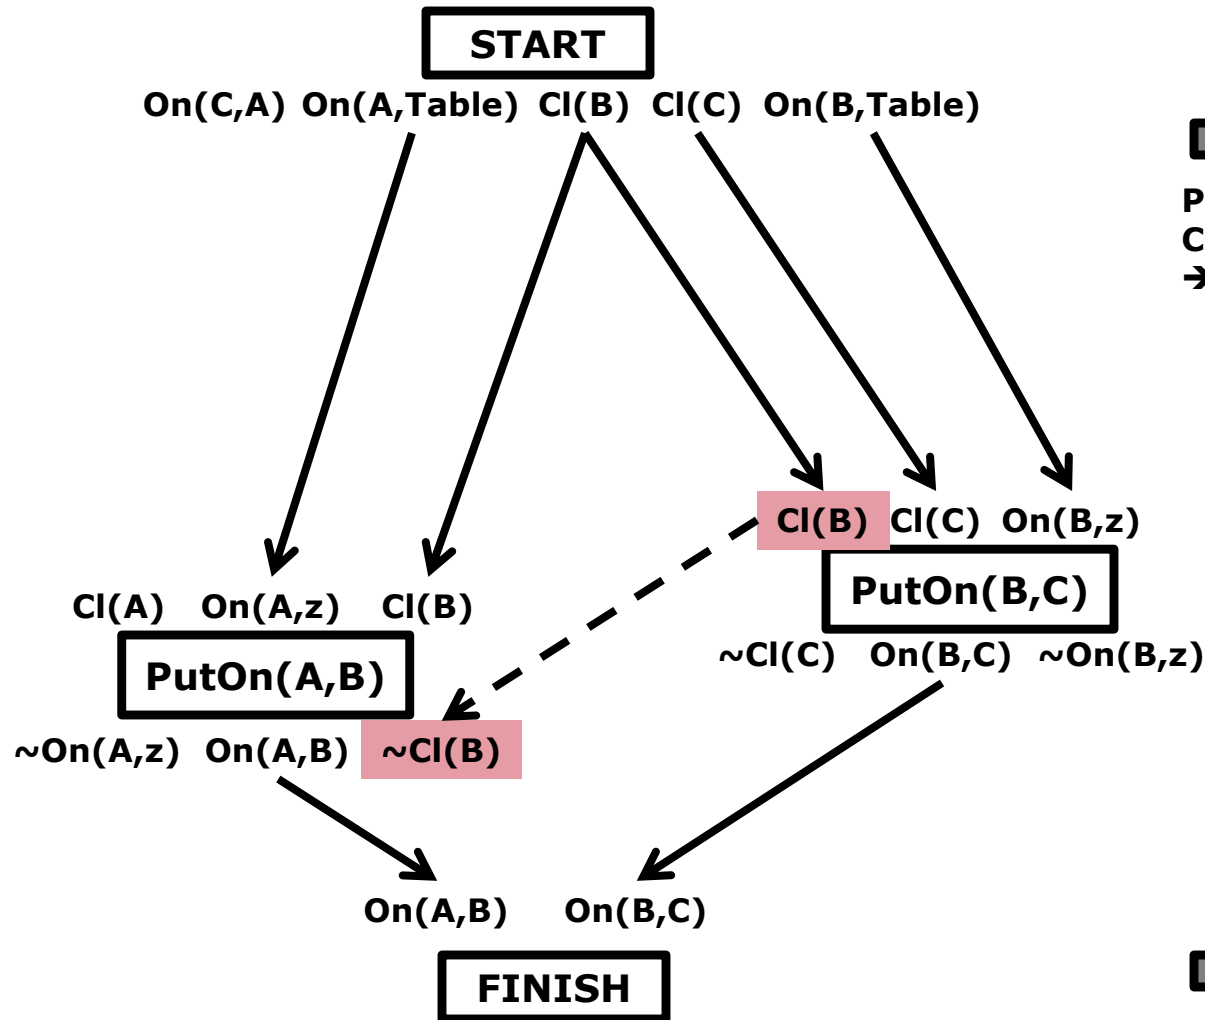 START
On(C,A) On(A,Table) Cl(B) Cl(C) On(B,Table)
P
C
→
Cl(B) Cl(C) On(B,z)
PutOn(B,C)
~Cl(C) On(B,C) ~On(B,z)
Cl(A) On(A,z) Cl(B)
PutOn(A,B)
~On(A,z) On(A,B) ~Cl(B)
On(A,B) On(B,C)
FINISH